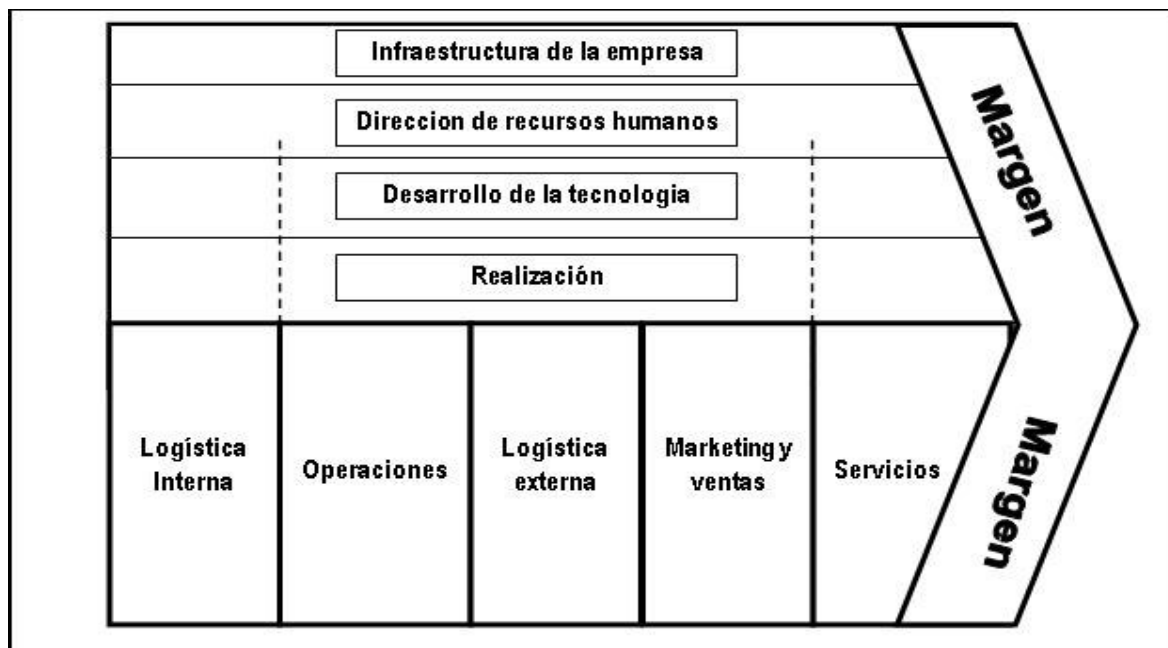 Infraestructura de la empresa
Direccion de recursos humanos
Desarrollo de la tecnologia
Realización
Margen
Logística
Interna
Operaciones
Logística
externa
Marketing y
ventas
Servicios
Margen